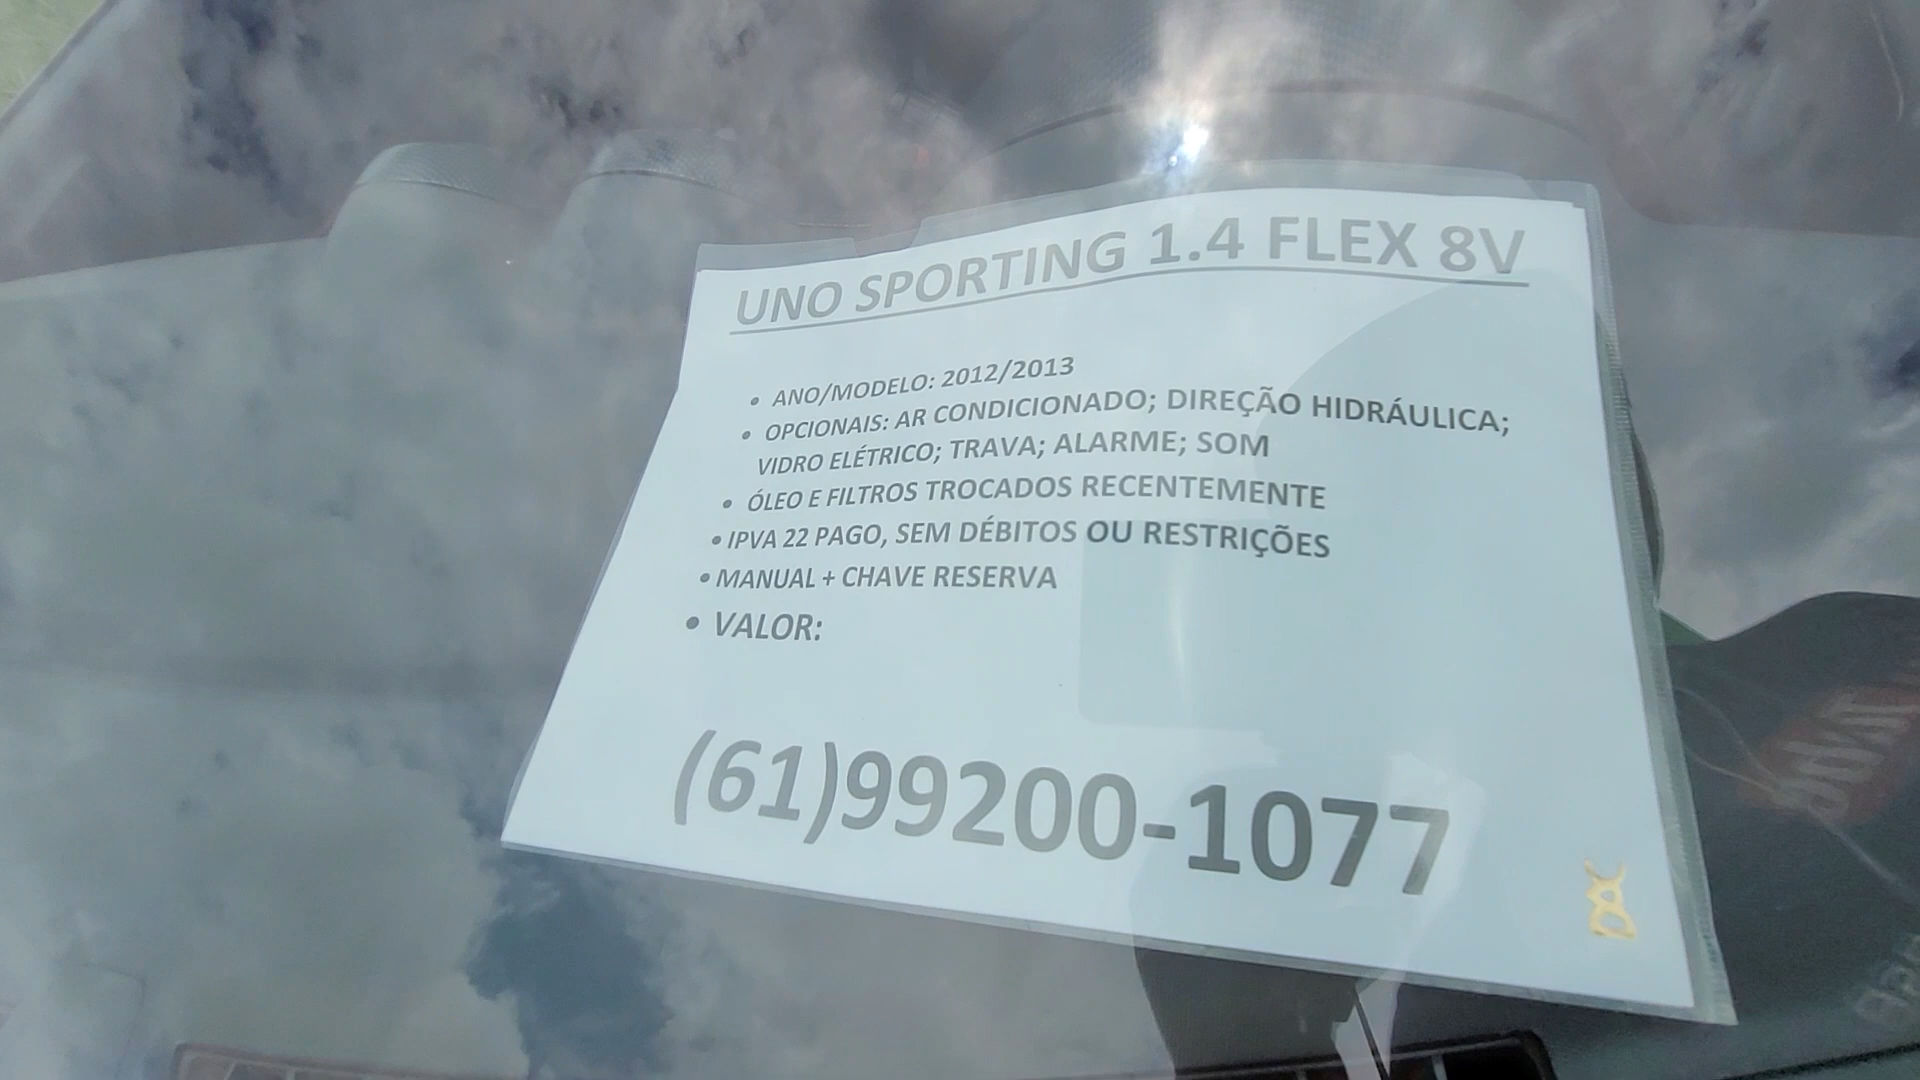 UNO SPORTING 1.4 FLEX 8V
• ANO/MODELO: 2012/2013
• OPCIONAIS: AR CONDICIONADO; DIREÇÃO HIDRÁULICA;
VIDRO ELÉTRICO; TRAVA; ALARME; SOM
• ÓLEO E FILTROS TROCADOS RECENTEMENTE
• IPVA 22 PAGO, SEM DÉBITOS OU RESTRIÇÕES
• MANUAL + CHAVE RESERVA
• VALOR:
(61)99200-1077